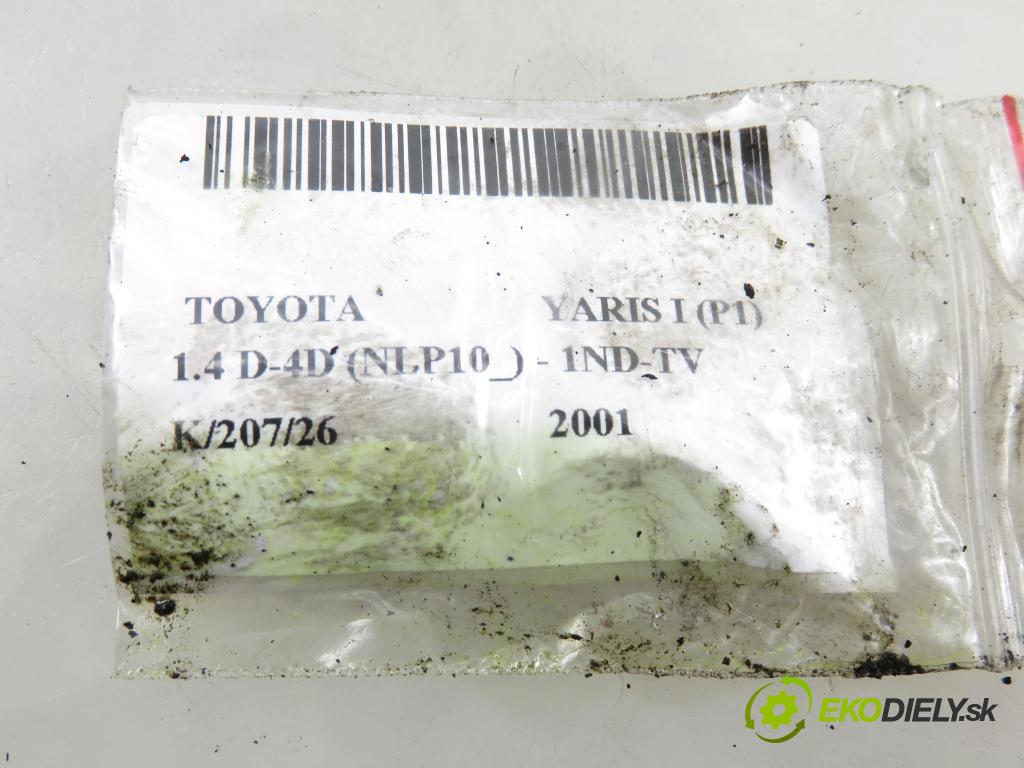 TOYOTA YARIS I (P1)
1.4 D-4D (NLP10_) - 1ND-TV
K/207/26 2001
EKODIELY.sk